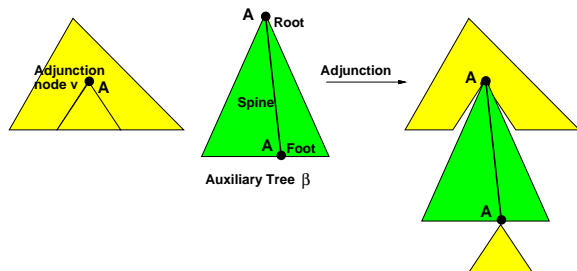 A
Root
Adjunction
node v
A
Spine
A
Foot
Auxiliary Tree β
Adjunction
A
A